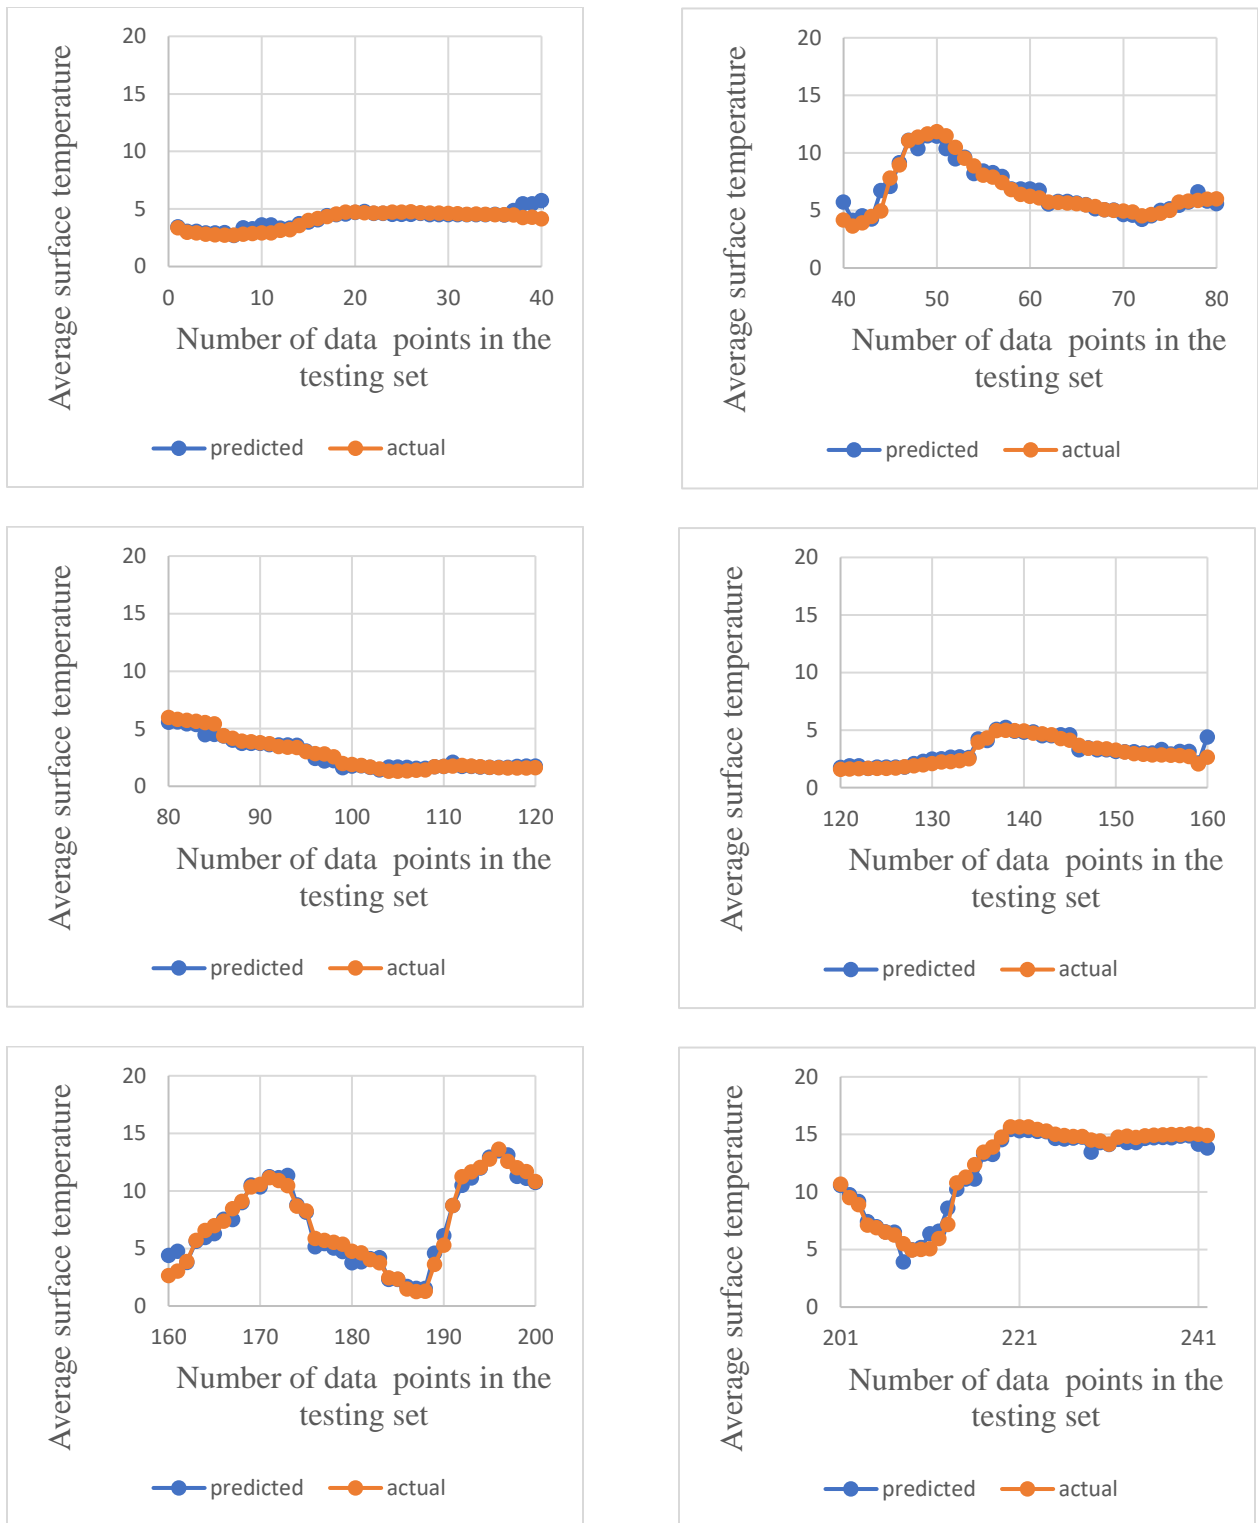 Average surface temperature
20
15
10
5
0
0 10 20 30 40
Number of data points in the
testing set
predicted actual
Average surface temperature
20
15
10
5
0
40 50 60 70 80
Number of data points in the
testing set
predicted actual
Average surface temperature
20
15
10
5
0
80 90 100 110 120
Number of data points in the
testing set
predicted actual
Average surface temperature
20
15
10
5
0
120 130 140 150 160
Number of data points in the
testing set
predicted actual
Average surface temperature
20
15
10
5
0
160 170 180 190 200
Number of data points in the
testing set
predicted actual
Average surface temperature
20
15
10
5
0
201 221 241
Number of data points in the
testing set
predicted actual